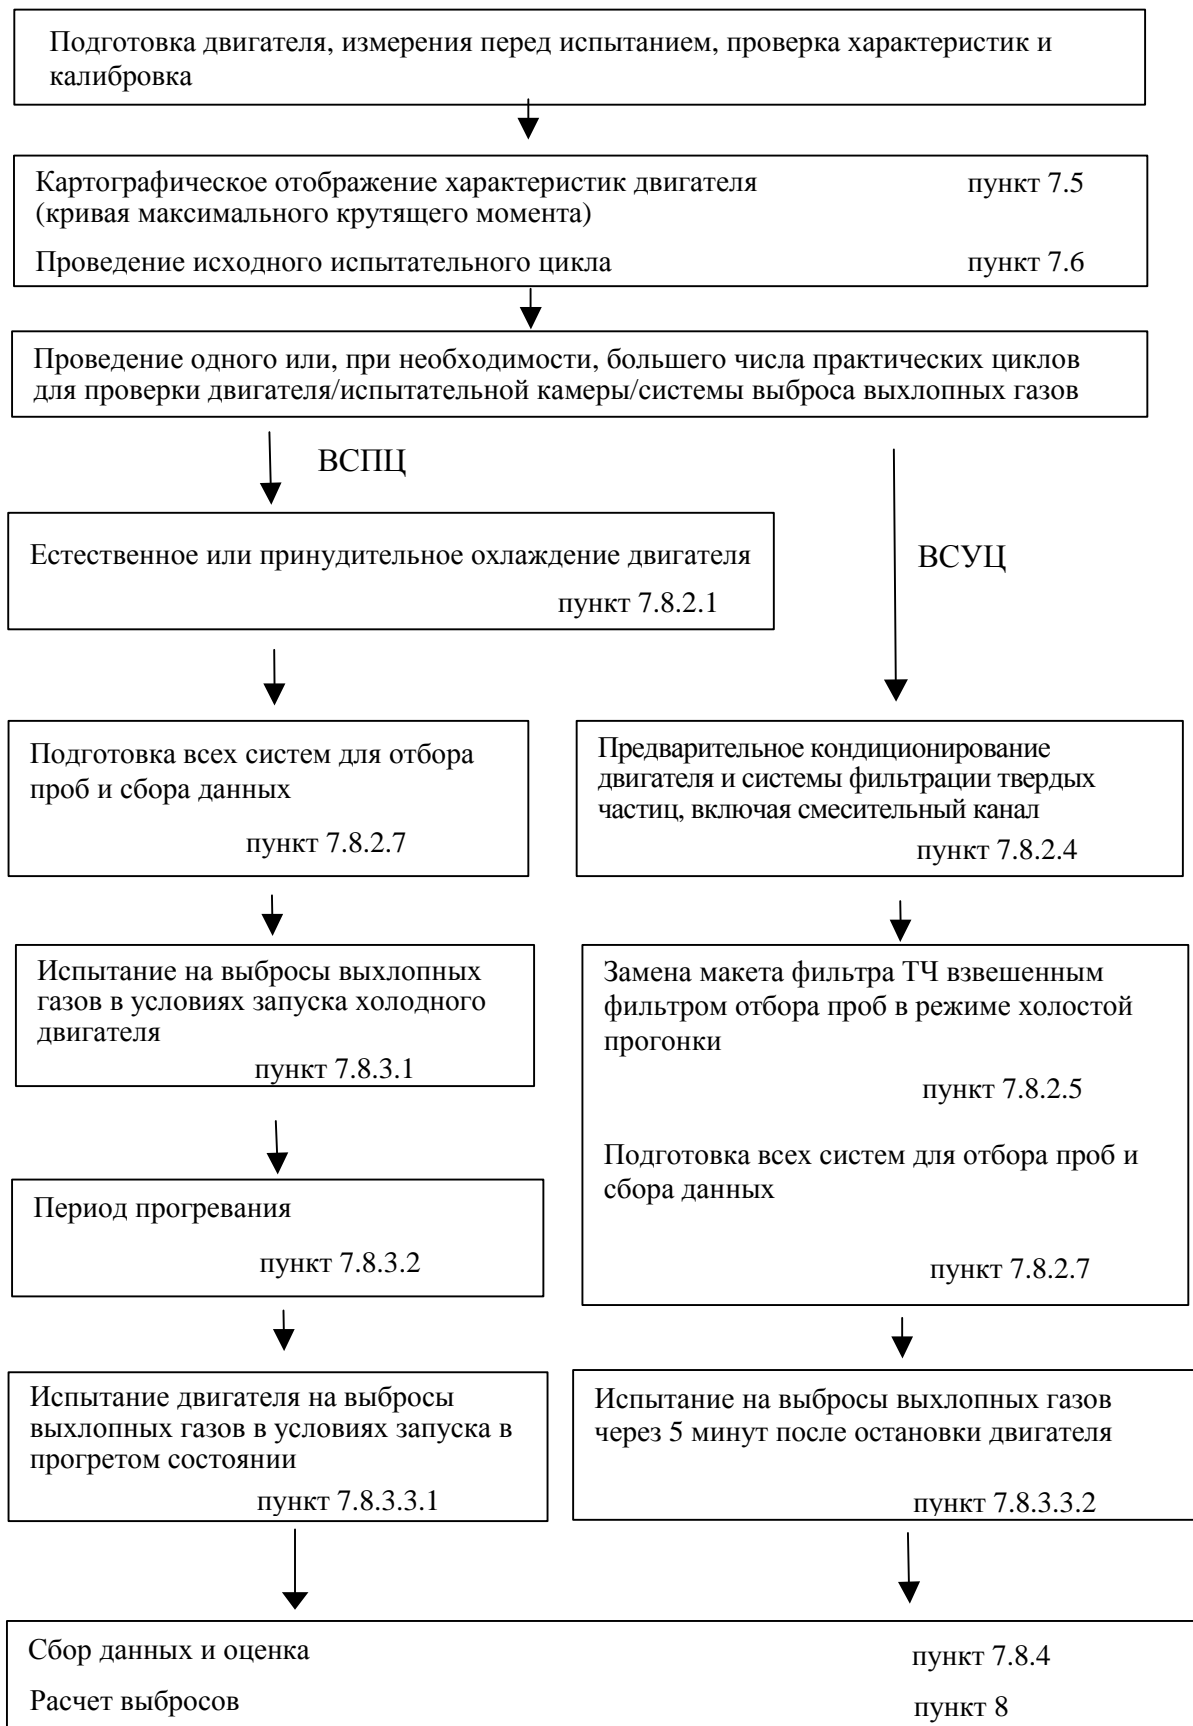 Подготовка двигателя, измерения перед испытанием, проверка характеристик и
калибровка
Картографическое отображение характеристик двигателя пункт 7.5
(кривая максимального крутящего момента)
Проведение исходного испытательного цикла пункт 7.6
Проведение одного или, при необходимости, большего числа практических циклов
для проверки двигателя/испытательной камеры/системы выброса выхлопных газов
ВСПЦ
Естественное или принудительное охлаждение двигателя
пункт 7.8.2.1
ВСУЦ
Подготовка всех систем для отбора
проб и сбора данных
пункт 7.8.2.7
Предварительное кондиционирование
двигателя и системы фильтрации твердых
частиц, включая смесительный канал
пункт 7.8.2.4
Испытание на выбросы выхлопных
газов в условиях запуска холодного
двигателя
пункт 7.8.3.1
Замена макета фильтра ТЧ взвешенным
фильтром отбора проб в режиме холостой
прогонки
пункт 7.8.2.5
Подготовка всех систем для отбора проб и
сбора данных
пункт 7.8.2.7
Период прогревания
пункт 7.8.3.2
Испытание двигателя на выбросы
выхлопных газов в условиях запуска в
прогретом состоянии
пункт 7.8.3.3.1
Испытание на выбросы выхлопных газов
через 5 минут после остановки двигателя
пункт 7.8.3.3.2
Сбор данных и оценка пункт 7.8.4
Расчет выбросов пункт 8